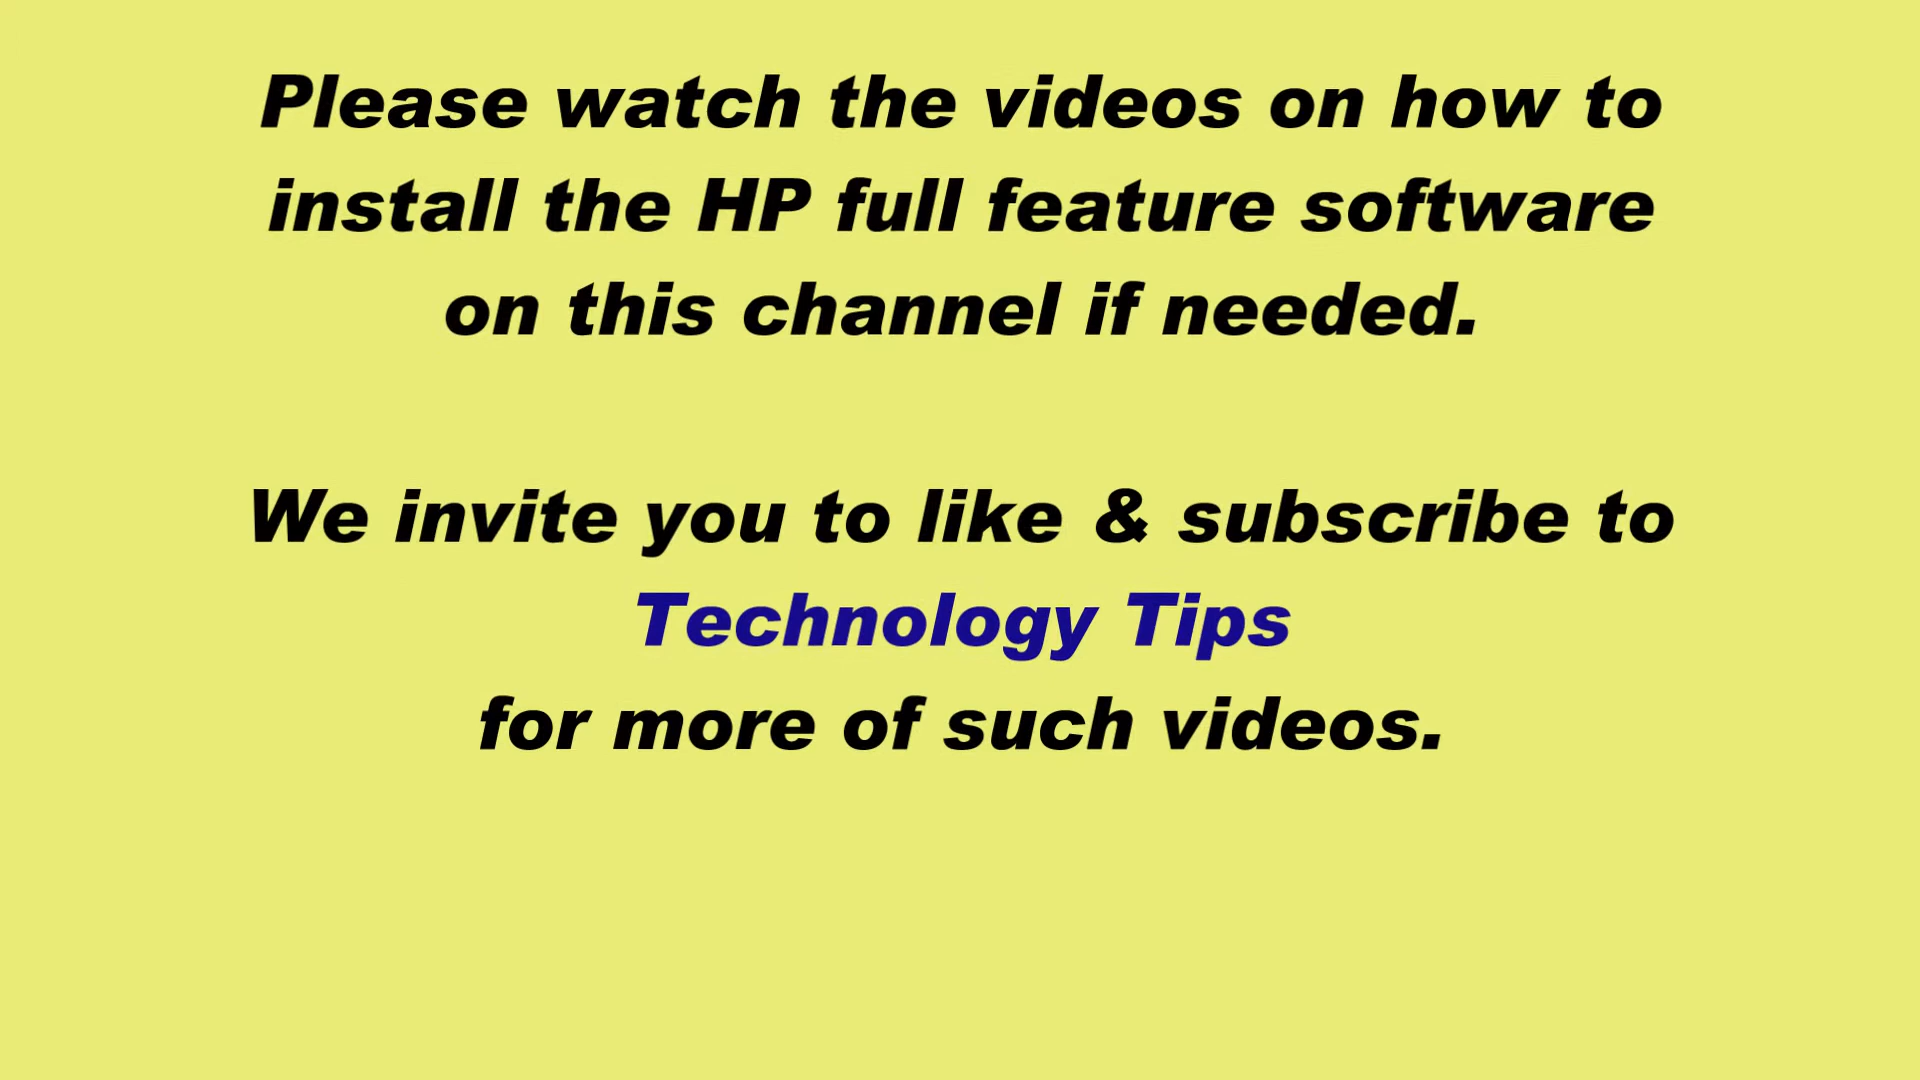 Please watch the videos on how to
install the HP full feature software
on this channel if needed.
We invite you to like & subscribe to
Technology Tips
for more of such videos.